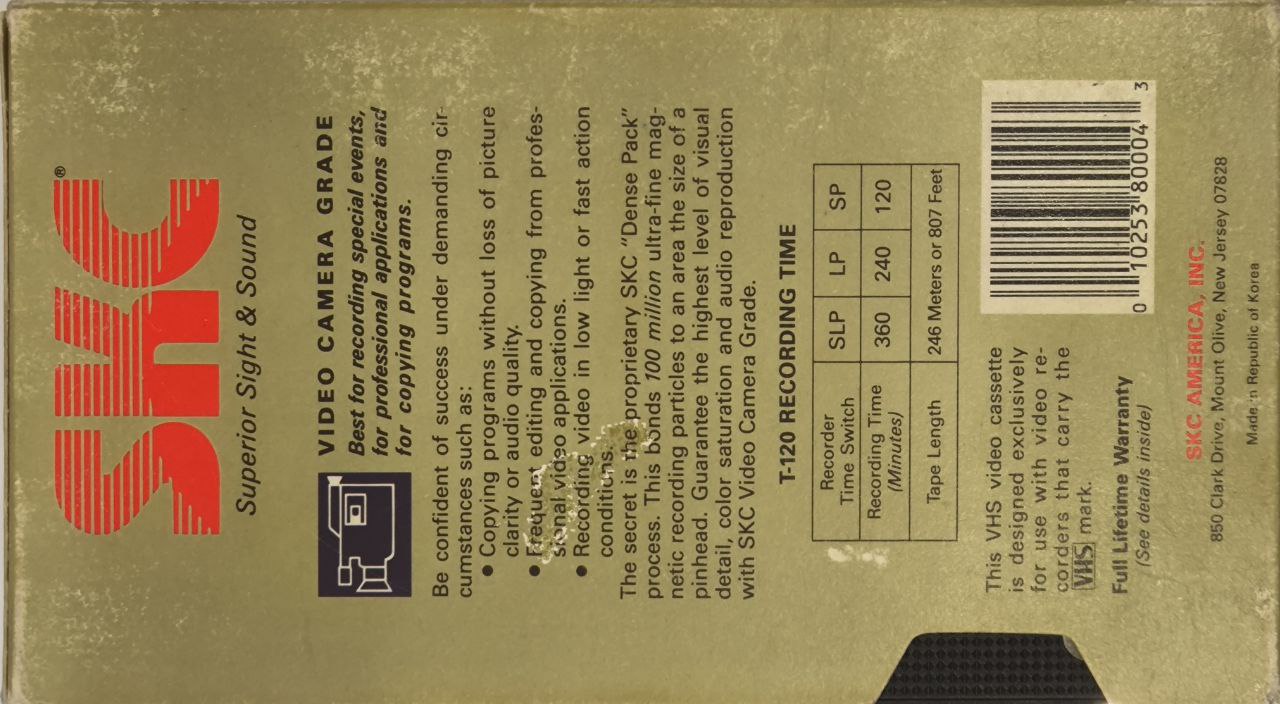 SKC®
Superior Sight & Sound
VIDEO CAMERA GRADE
Best for recording special events,
for professional applications and
for copying programs.
Be confident of success under demanding cir-
cumstances such as:
• Copying programs without loss of picture
clarity or audio quality.
• Frequent editing and copying from profes-
sional video applications.
• Recording video in low light or fast action
conditions.
The secret is the proprietary SKC "Dense Pack"
process. This bonds 100 million ultra-fine mag-
netic recording particles to an area the size of a
pinhead. Guarantee the highest level of visual
detail, color saturation and audio reproduction
with SKC Video Camera Grade.
T-120 RECORDING TIME
Recorder
Time Switch SLP LP SP
Recording Time
(Minutes) 360 240 120
Tape Length 246 Meters or 807 Feet
This VHS video cassette
is designed exclusively
for use with video re-
corders that carry the
VHS mark.
Full Lifetime Warranty
(See details inside)
0 10253 80004 3
SKC AMERICA, INC.
850 Clark Drive, Mount Olive, New Jersey 07828
Made in Republic of Korea